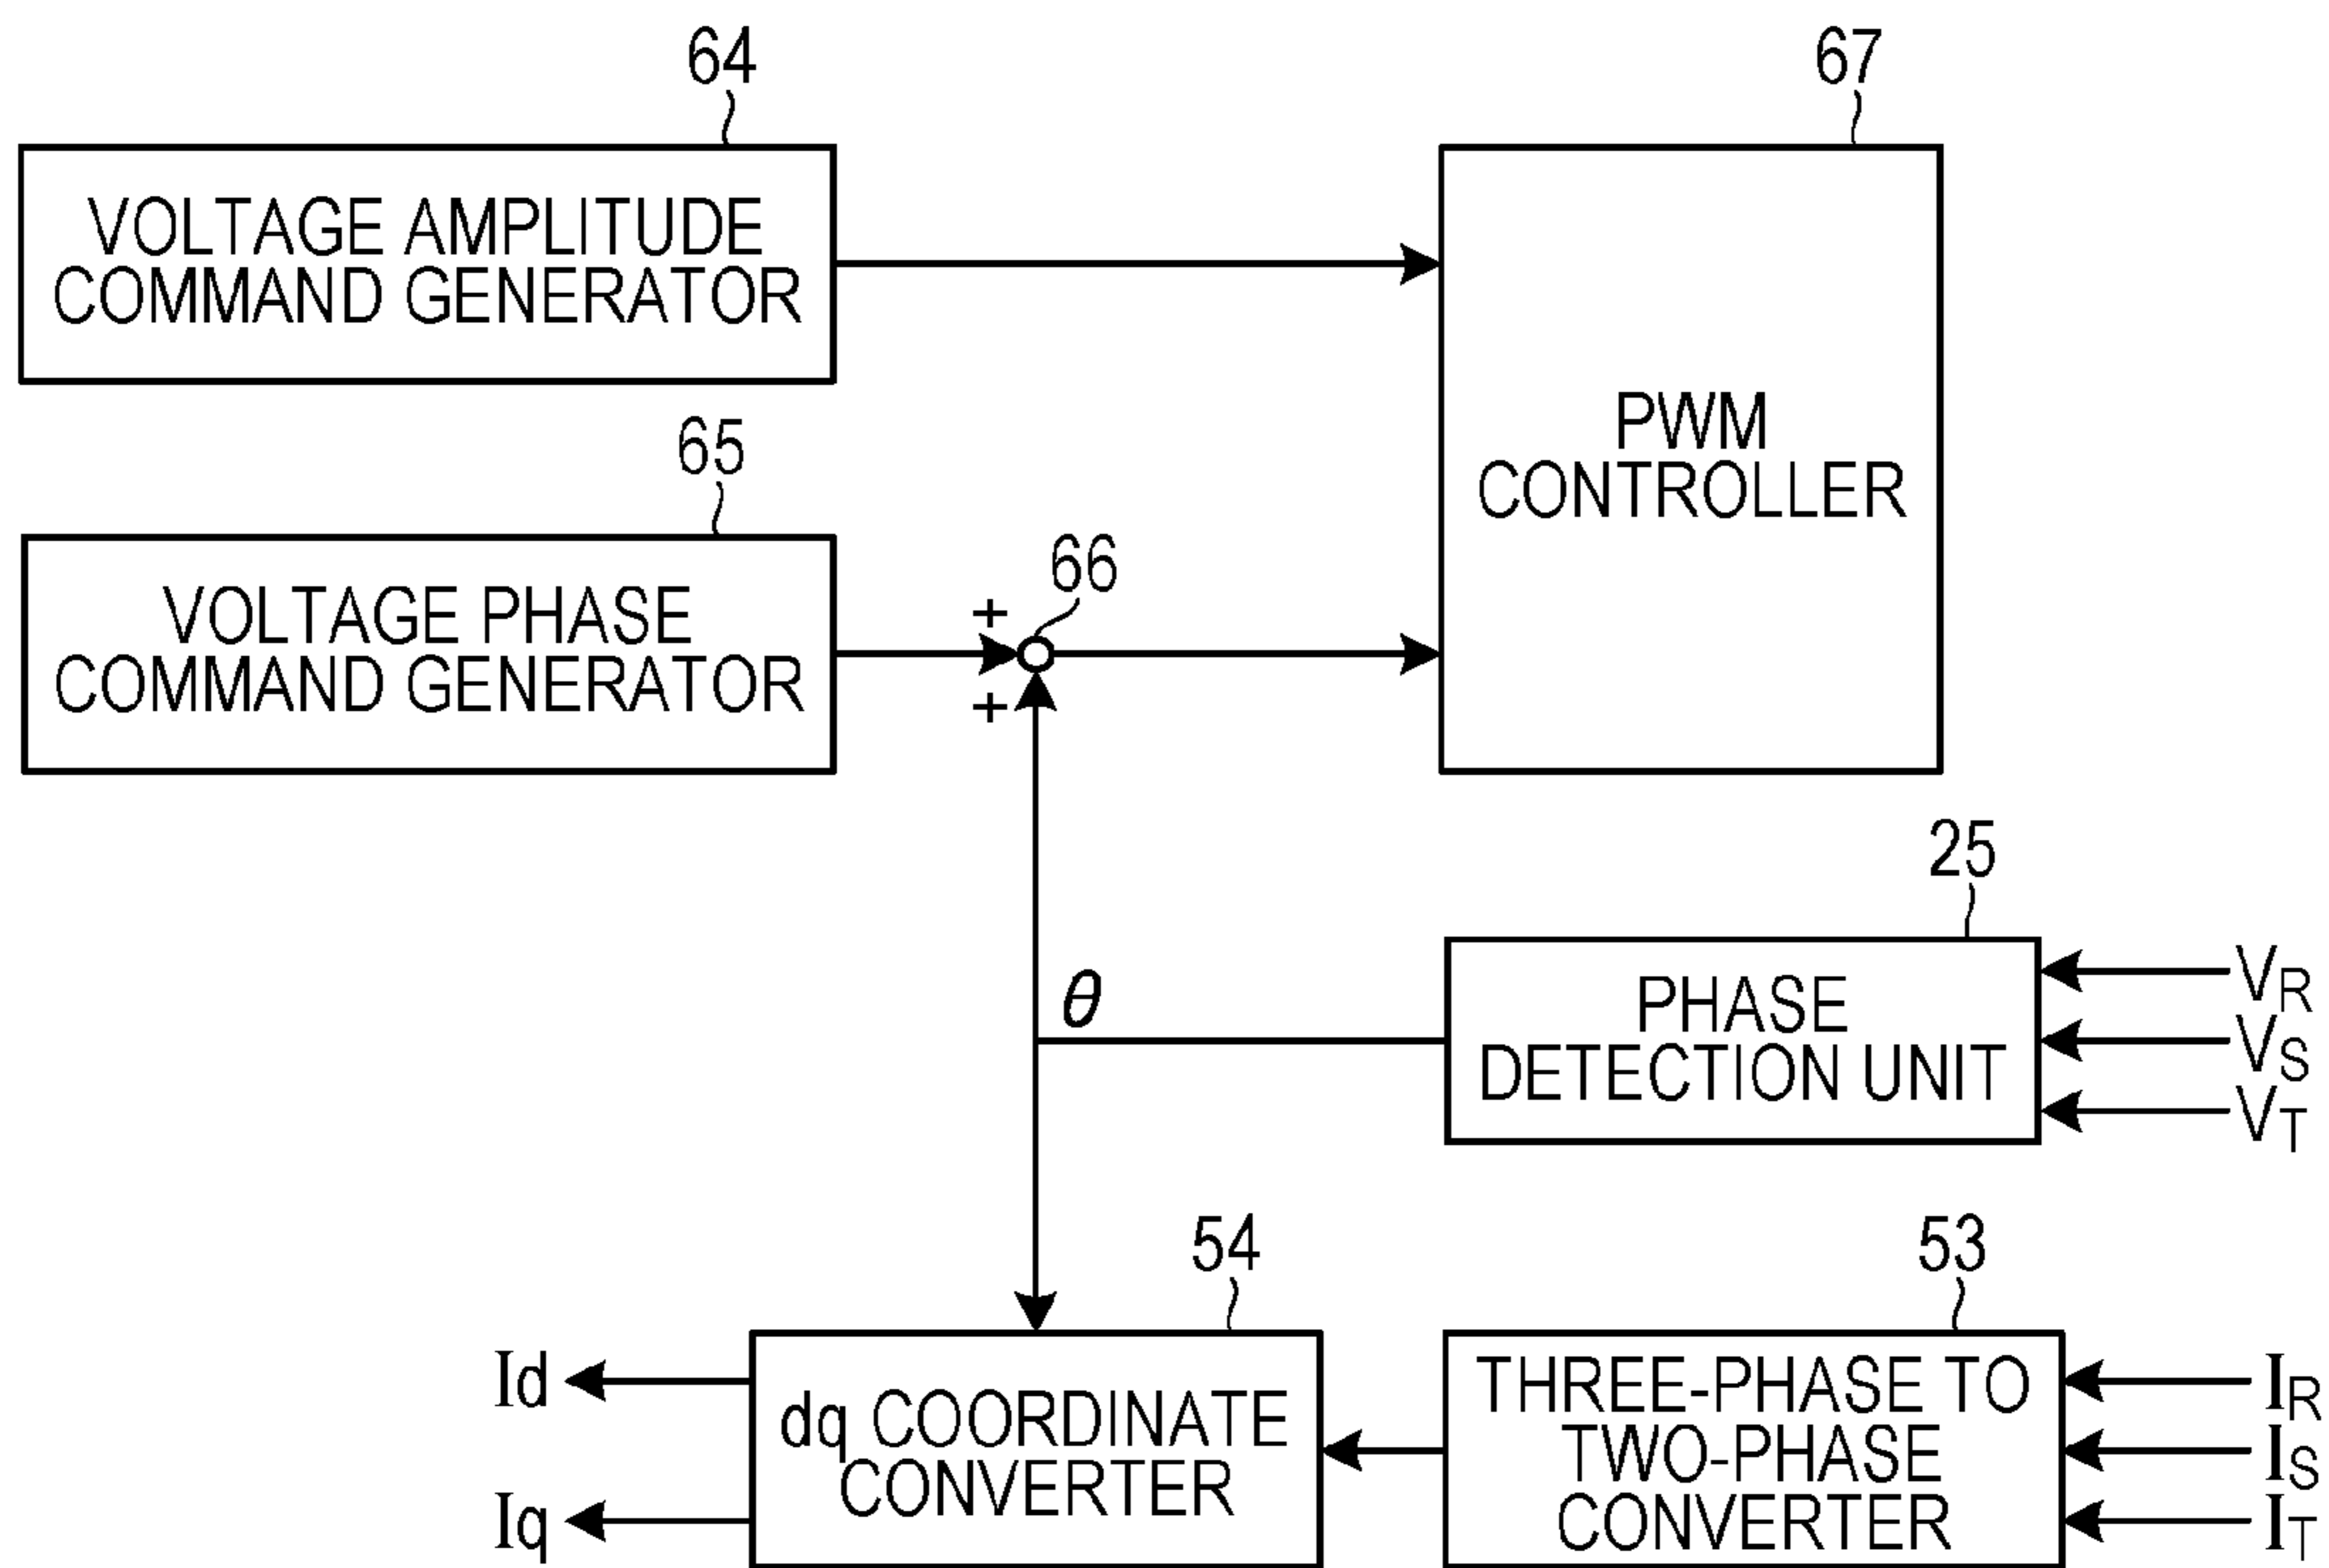 64
67
VOLTAGE AMPLITUDE
COMMAND GENERATOR
PWM
CONTROLLER
65
VOLTAGE PHASE
COMMAND GENERATOR
66
+
+
25
θ
PHASE
DETECTION UNIT
VR
VS
VT
54
53
Id
Iq
dq COORDINATE
CONVERTER
THREE-PHASE TO
TWO-PHASE
CONVERTER
IR
IS
IT